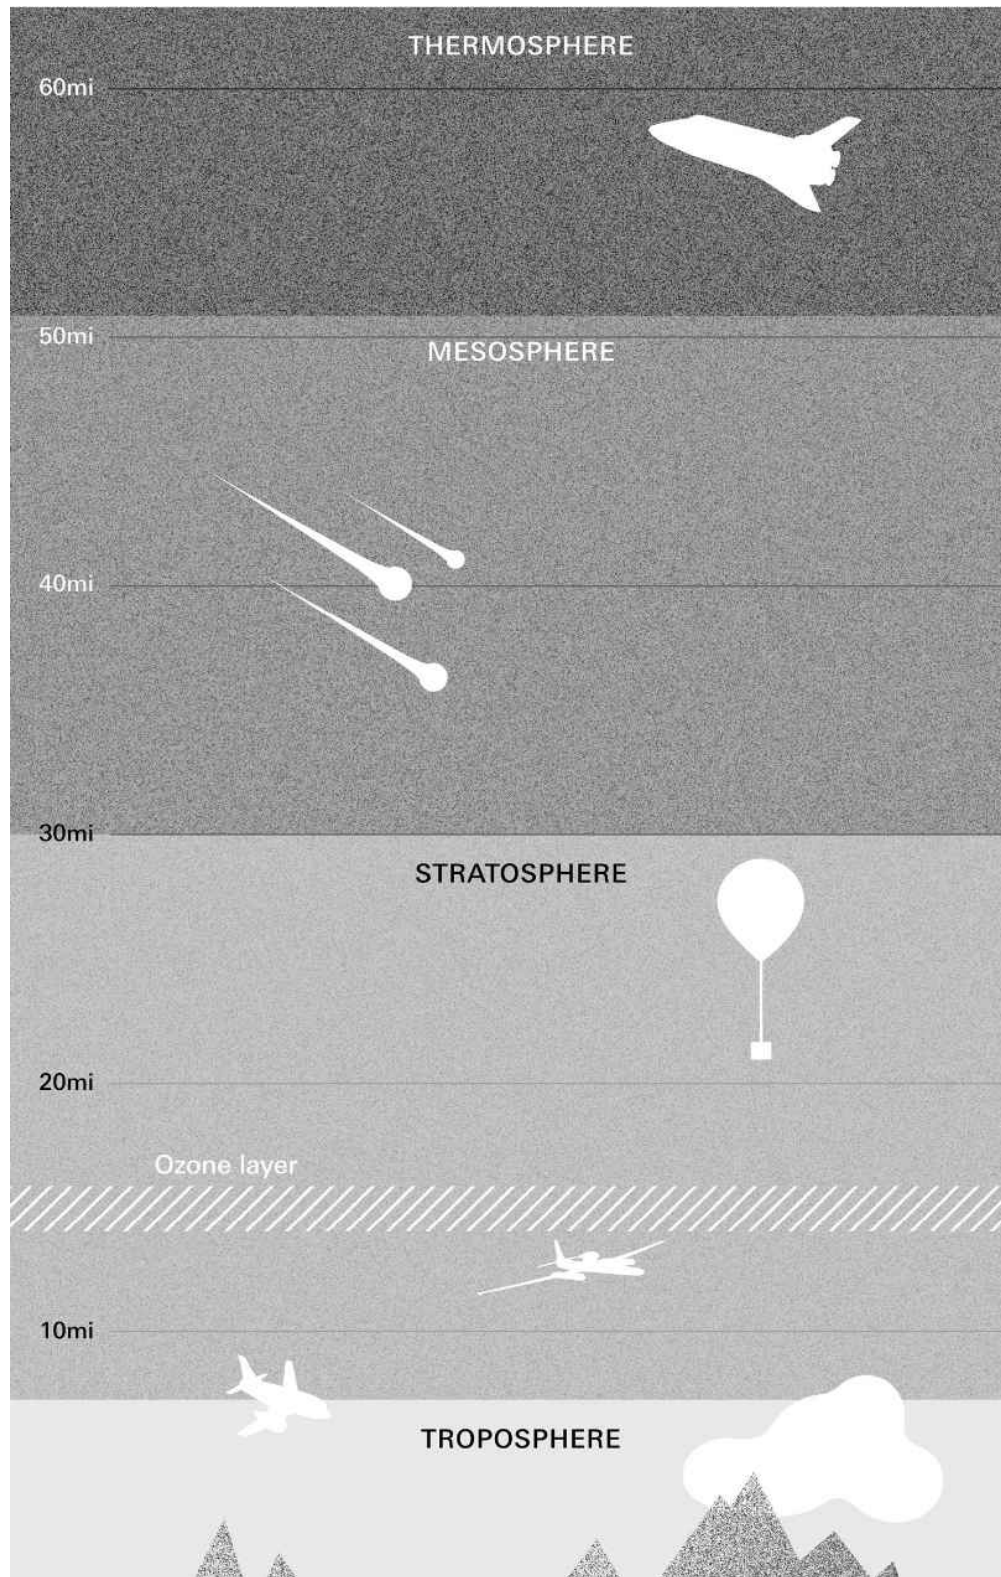 THERMOSPHERE
60mi
50mi
MESOSPHERE
40mi
30mi
STRATOSPHERE
20mi
Ozone layer
10mi
TROPOSPHERE